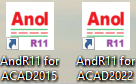 Anol
R11
AndR11 for
ACAD2015
Anol
R11
AndR11 for
ACAD2022